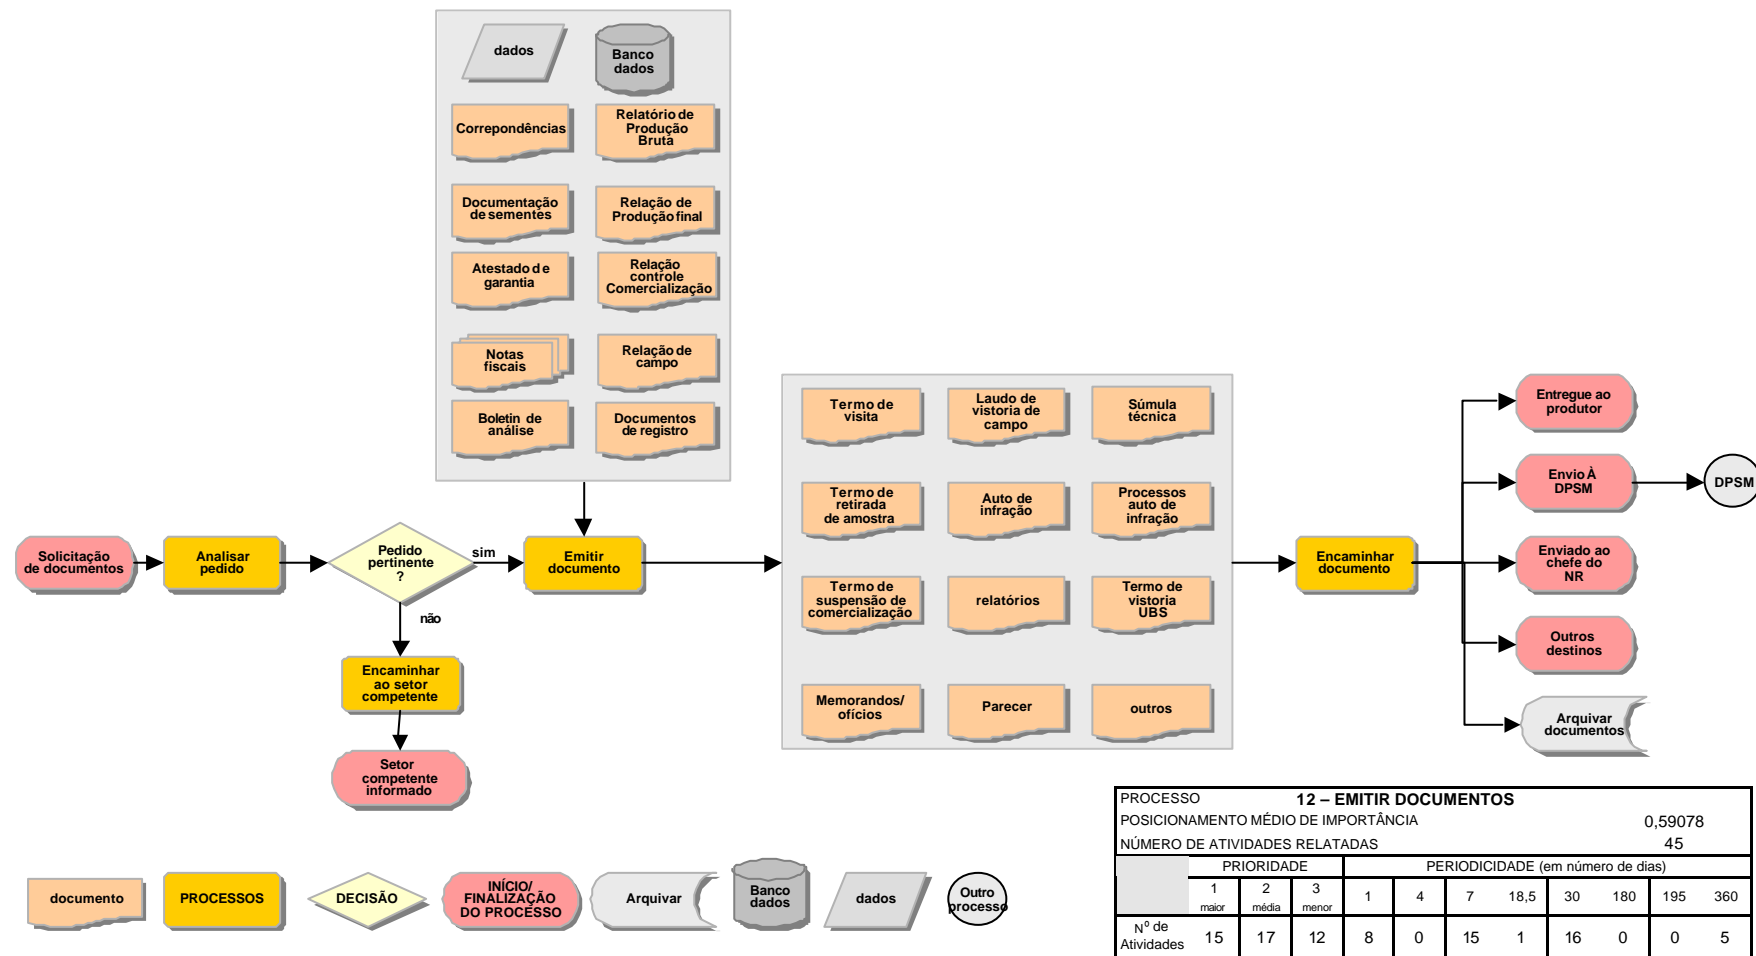 dados
Banco
dados
Correpondências
Relatório de
Produção
Bruta
Documentação
de sementes
Relação de
Produção final
Atestado d e
garantia
Relação
controle
Comercialização
Notas
fiscais
Relação de
campo
Boletin de
análise
Documentos
de registro
Termo de
visita
Laudo de
vistoria de
campo
Súmula
técnica
Termo de
retirada
de amostra
Auto de
infração
Processos
auto de
infração
Termo de
suspensão de
comercialização
relatórios
Termo de
vistoria
UBS
Memorandos/
ofícios
Parecer
outros
Solicitação
de documentos
Analisar
pedido
Pedido
pertinente
?
sim
não
Emitir
documento
Encaminhar
ao setor
competente
Setor
competente
informado
Encaminhar
documento
Entregue ao
produtor
Envio À
DPSM
DPSM
Enviado ao
chefe do
NR
Outros
destinos
Arquivar
documentos
PROCESSO 12 – EMITIR DOCUMENTOS
POSICIONAMENTO MÉDIO DE IMPORTÂNCIA 0,59078
NÚMERO DE ATIVIDADES RELATADAS 45
PRIORIDADE PERIODICIDADE (em número de dias)
1 2 3 1 4 7 18,5 30 180 195 360
maior média menor
Nº de
Atividades 15 17 12 8 0 15 1 16 0 0 5
documento
PROCESSOS
DECISÃO
INÍCIO/
FINALIZAÇÃO
DO PROCESSO
Arquivar
Banco
dados
dados
Outro
processo